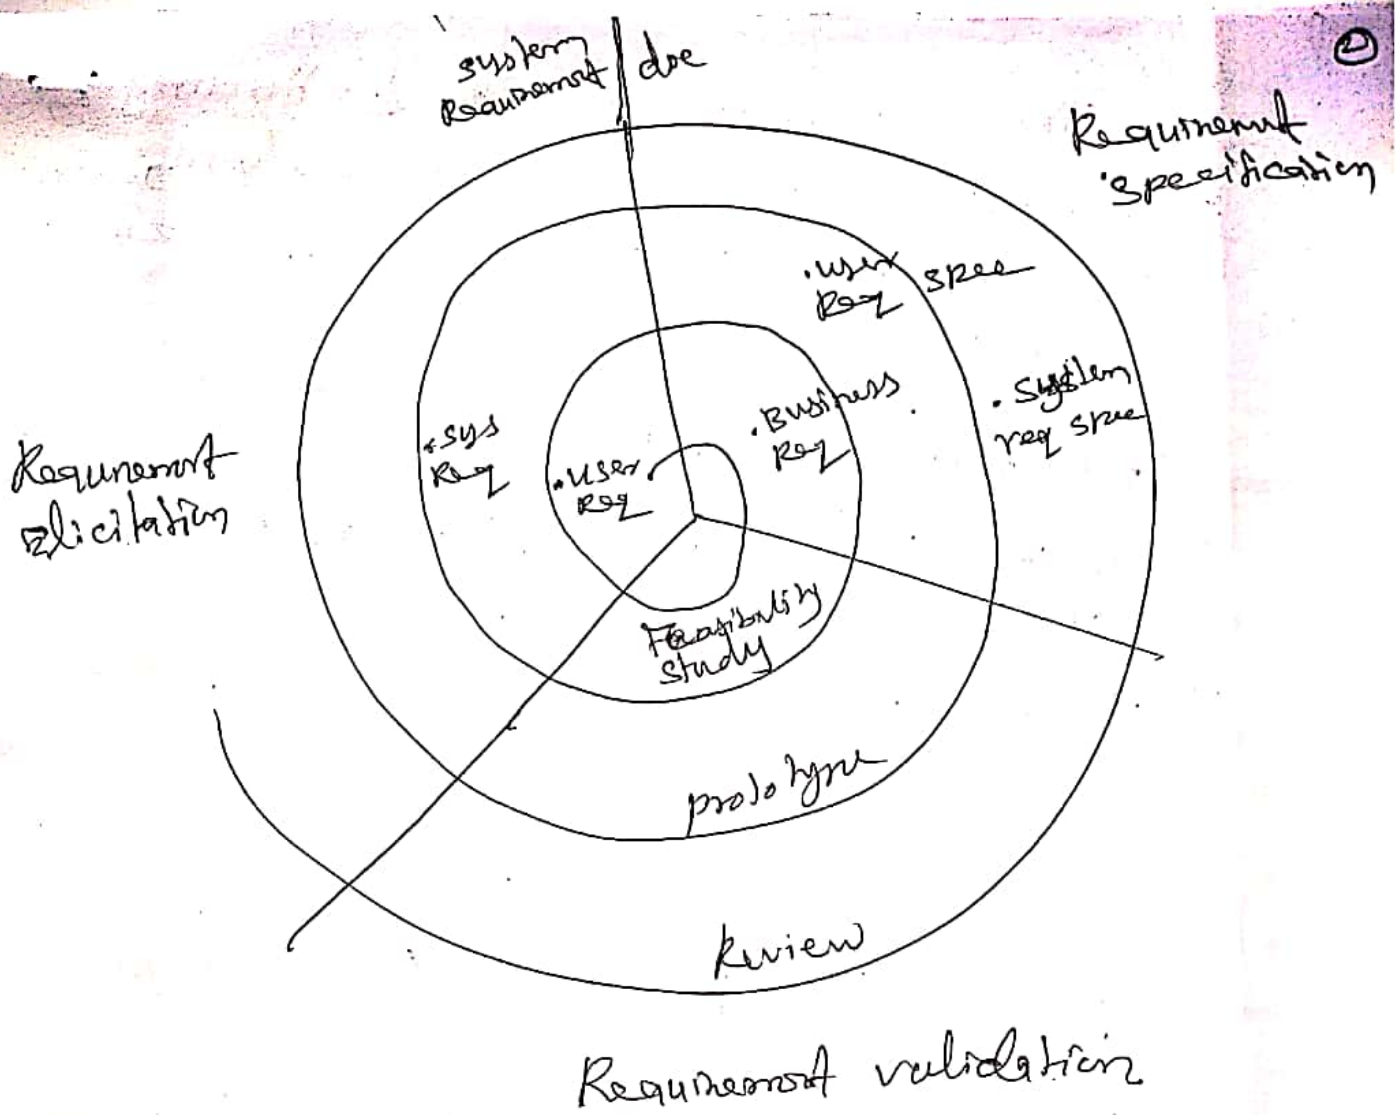 2
system
Requirement | doc
Requirement
specification
.user
Req spec
. System
req spec
. Business
Req
.sys
Req
.user
Req
Requirement
elicitation
Feasibility
study
prototype
Review
Requirement validation